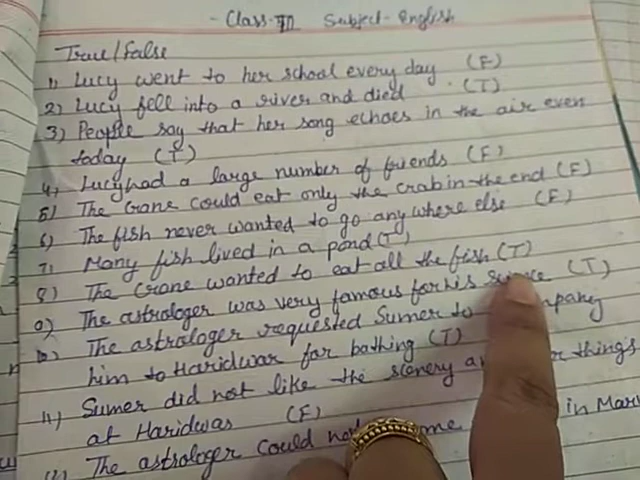 - Class-III Subject- English
True/False
1) Lucy went to her school every day (F)
2) Lucy fell into a river and died (T)
3) People say that her song echoes in the air even
today (T)
4) Lucy had a large number of friends (F)
5) The crane could eat only the crab in the end (F)
6) The fish never wanted to go any where else (F)
7) Many fish lived in a pond (T)
8) The crane wanted to eat all the fish (T)
9) The astrologer was very famous for his (T)
10) The astrologer requested Sumer to
him to Haridwar for bathing (T)
11) Sumer did not like the scenery things
at Haridwar (F)
The astrologer could in